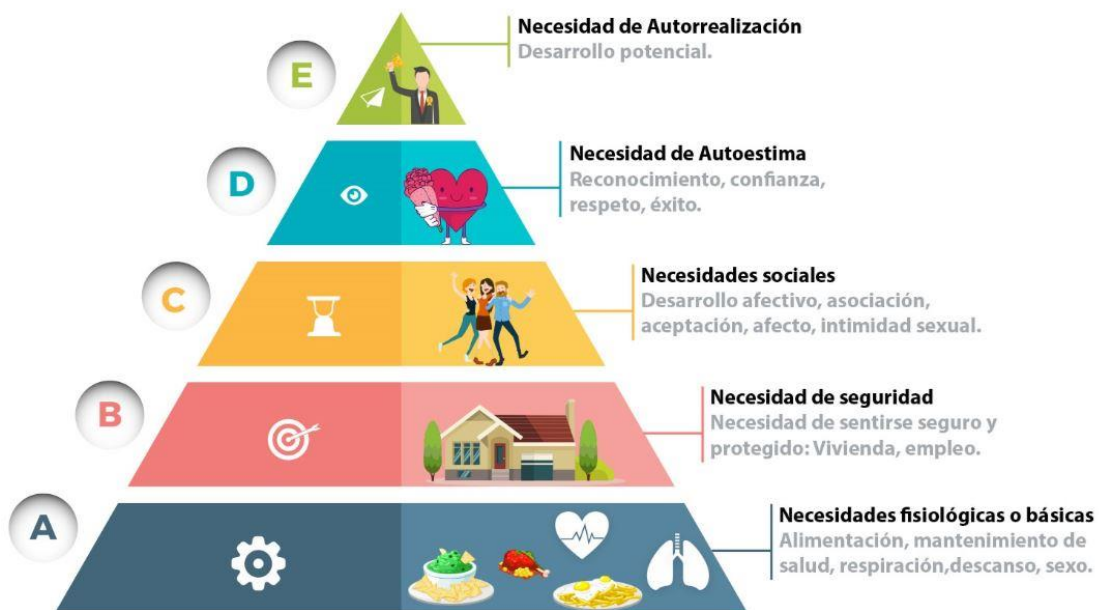 E
Necesidad de Autorrealización
Desarrollo potencial.
D
Necesidad de Autoestima
Reconocimiento, confianza,
respeto, éxito.
C
Necesidades sociales
Desarrollo afectivo, asociación,
aceptación, afecto, intimidad sexual.
B
Necesidad de seguridad
Necesidad de sentirse seguro y
protegido: Vivienda, empleo.
A
Necesidades fisiológicas o básicas
Alimentación, mantenimiento de
salud, respiración,descanso, sexo.